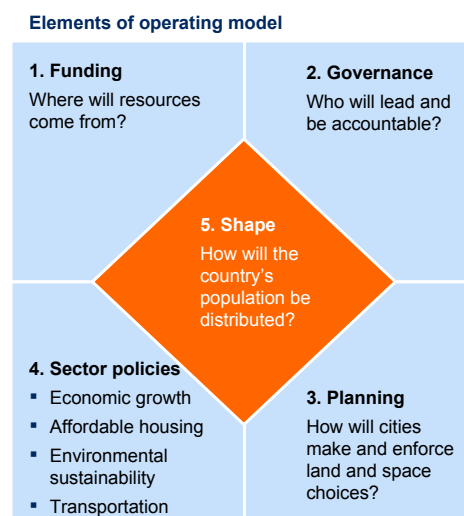 Elements of operating model
1. Funding
Where will resources
come from?
2. Governance
Who will lead and
be accountable?
5. Shape
How will the
country's
population be
distributed?
4. Sector policies
▪ Economic growth
▪ Affordable housing
▪ Environmental
sustainability
▪ Transportation
3. Planning
How will cities
make and enforce
land and space
choices?